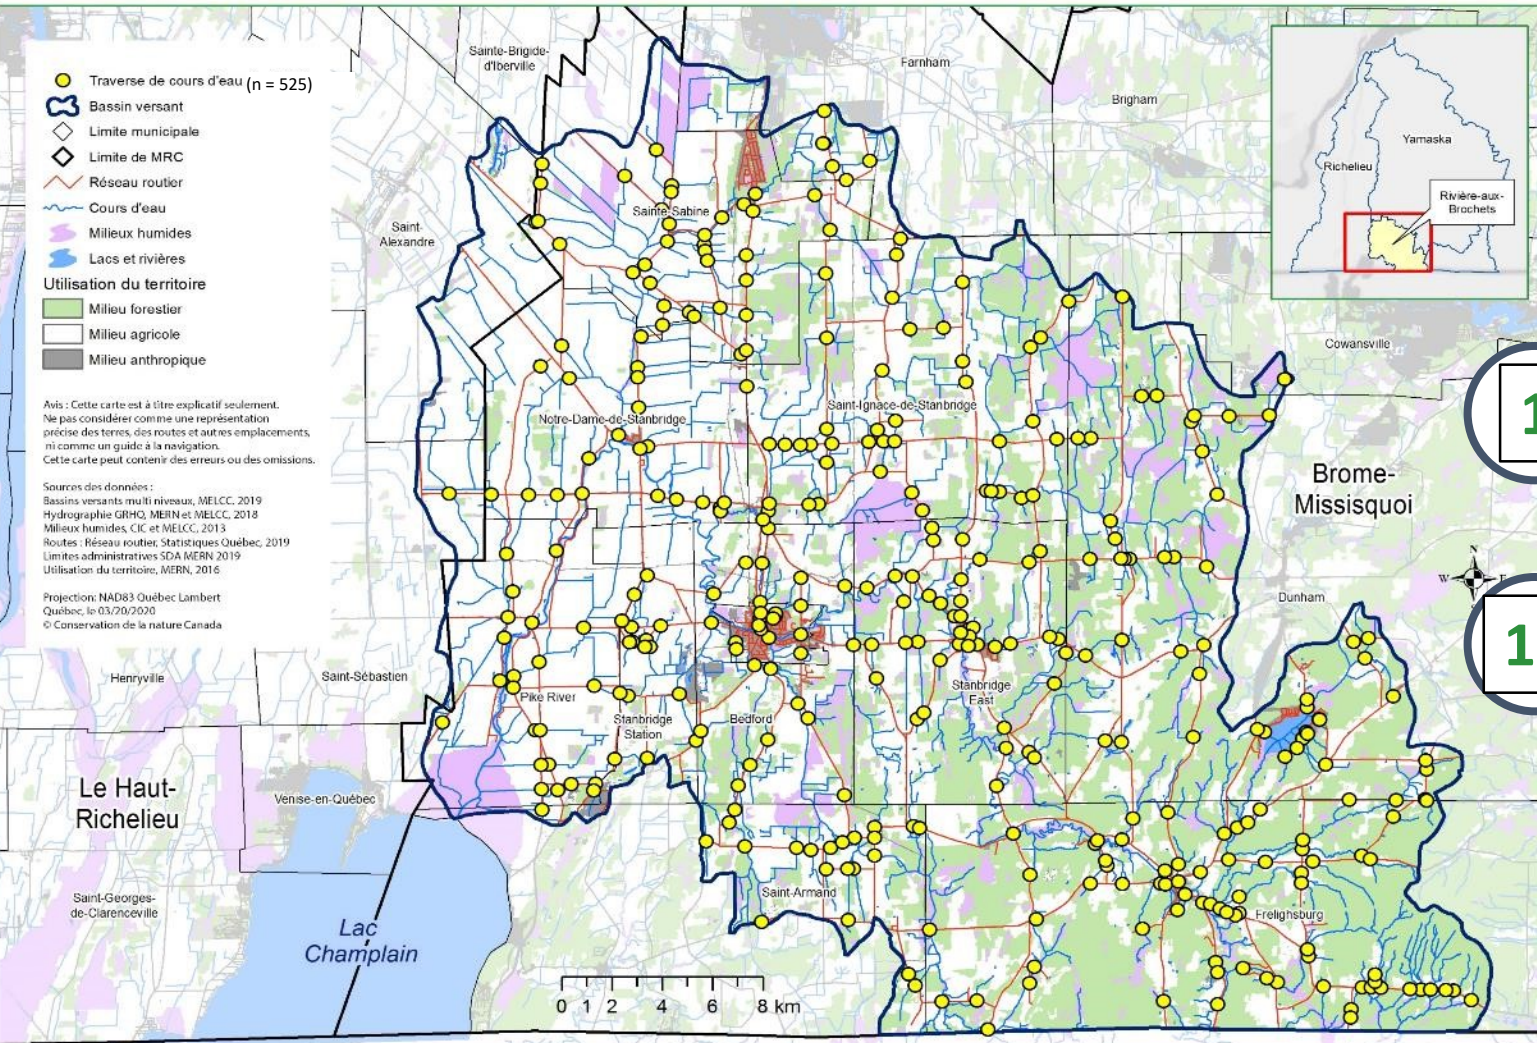 Traverse de cours d'eau (n = 525)
Bassin versant
Limite municipale
Limite de MRC
Réseau routier
Cours d'eau
Milieux humides
Lacs et rivières
Utilisation du territoire
Milieu forestier
Milieu agricole
Milieu anthropique
Avis : Cette carte est à titre explicatif seulement.
Ne pas considérer comme une représentation
précise des terres, des routes et autres emplacements,
ni comme un guide à la navigation.
Cette carte peut contenir des erreurs ou des omissions.
Sources des données :
Bassins versants multi niveaux, MELCC, 2019
Hydrographie GRHQ, MERN et MELCC, 2018
Milieux humides, CIC et MELCC, 2013
Routes : Réseau routier, Statistiques Québec, 2019
Limites administratives SDA MERN 2019
Utilisation du territoire, MERN, 2016
Projection: NAD83 Québec Lambert
Québec, le 03/20/2020
© Conservation de la nature Canada
Sainte-Brigide-
d'Iberville
Farnham
Brigham
Yamaska
Richelieu
Rivière-aux-
Brochets
Saint-
Alexandre
Sainte-Sabine
Cowansville
Notre-Dame-de-Stanbridge
Saint-Ignace-de-Stanbridge
1
Brome-
Missisquoi
N
W
E
S
Dunham
1
Henryville
Saint-Sébastien
Pike River
Stanbridge
Station
Bedford
Stanbridge
East
Le Haut-
Richelieu
Venise-en-Québec
Saint-Georges-
de-Clarenceville
Lac
Champlain
Saint-Armand
Frelighsburg
0 1 2 4 6 8 km